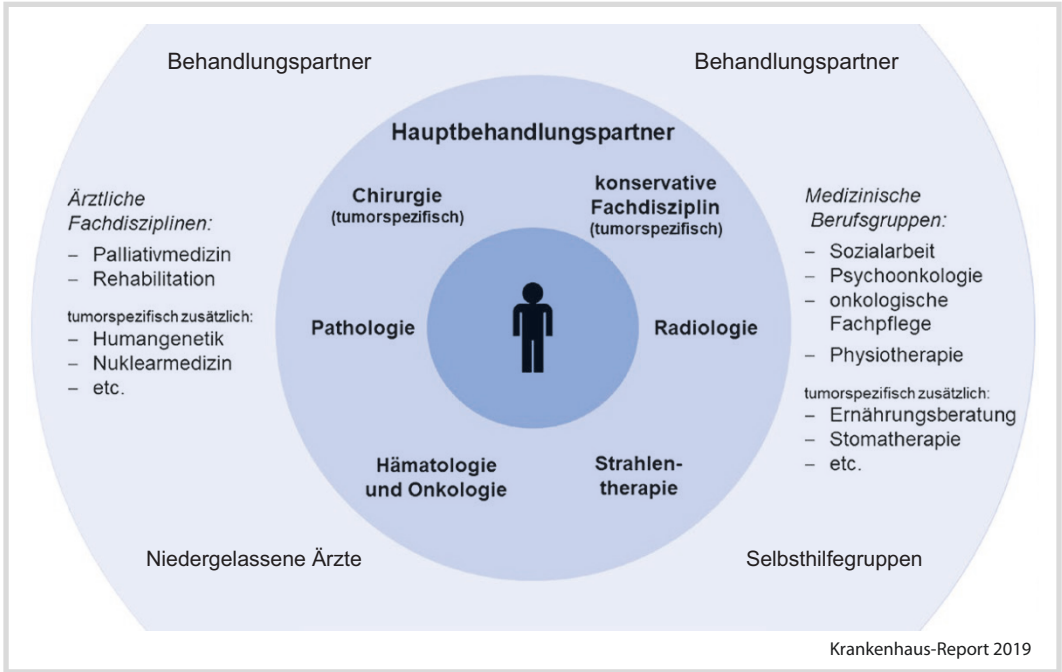 Behandlungspartner
Behandlungspartner
Hauptbehandlungspartner
Chirurgie
(tumorspezifisch)
konservative
Fachdisziplin
(tumorspezifisch)
Ärztliche
Fachdisziplinen:
– Palliativmedizin
– Rehabilitation
tumorspezifisch zusätzlich:
– Humangenetik
– Nuklearmedizin
– etc.
Pathologie
Radiologie
Medizinische
Berufsgruppen:
– Sozialarbeit
– Psychoonkologie
– onkologische
Fachpflege
– Physiotherapie
tumorspezifisch zusätzlich:
– Ernährungsberatung
– Stomatherapie
– etc.
Hämatologie
und Onkologie
Strahlen-
therapie
Niedergelassene Ärzte
Selbsthilfegruppen
Krankenhaus-Report 2019